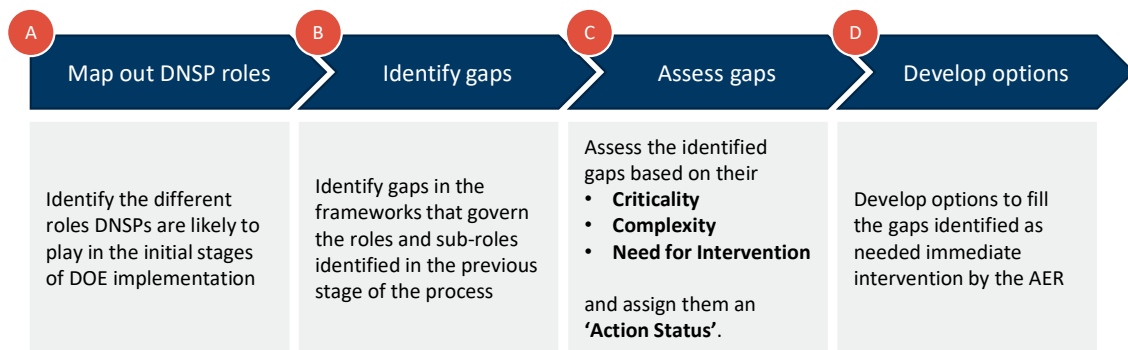 A
Map out DNSP roles
B
Identify gaps
C
Assess gaps
D
Develop options
Identify the different
roles DNSPs are likely to
play in the initial stages
of DOE implementation
Identify gaps in the
frameworks that govern
the roles and sub-roles
identified in the previous
stage of the process
Assess the identified
gaps based on their
• Criticality
• Complexity
• Need for Intervention
and assign them an
‘Action Status’.
Develop options to fill
the gaps identified as
needed immediate
intervention by the AER